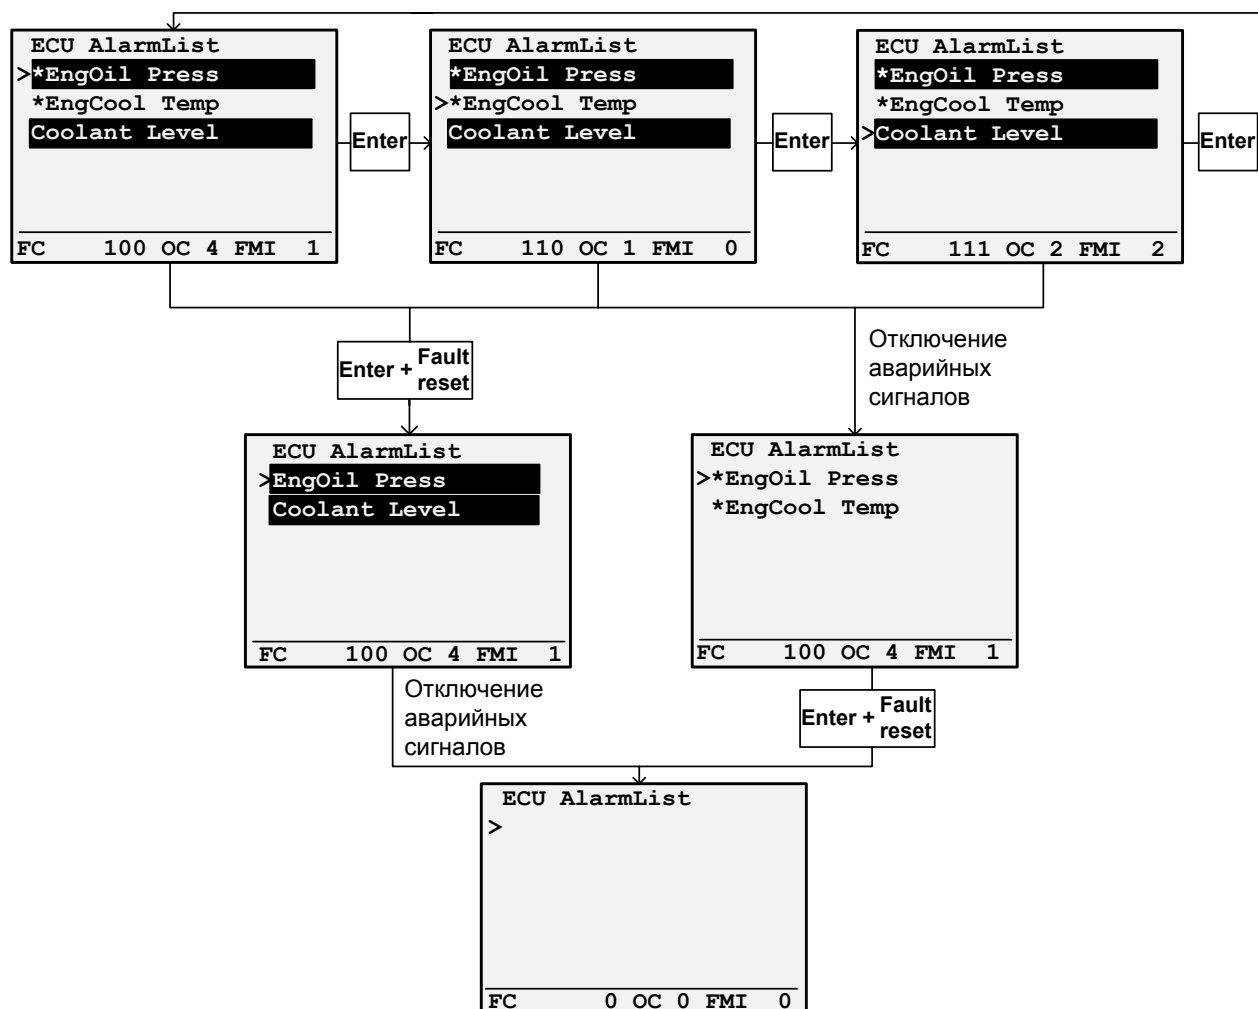 ECU AlarmList
>*EngOil Press
*EngCool Temp
Coolant Level
FC 100 OC 4 FMI 1
Enter
ECU AlarmList
*EngOil Press
>*EngCool Temp
Coolant Level
FC 110 OC 1 FMI 0
Enter
ECU AlarmList
*EngOil Press
*EngCool Temp
>Coolant Level
FC 111 OC 2 FMI 2
Enter
Enter + Fault
reset
Отключение
аварийных
сигналов
ECU AlarmList
>EngOil Press
Coolant Level
FC 100 OC 4 FMI 1
ECU AlarmList
>*EngOil Press
*EngCool Temp
FC 100 OC 4 FMI 1
Отключение
аварийных
сигналов
Enter + Fault
reset
ECU AlarmList
>
FC 0 OC 0 FMI 0